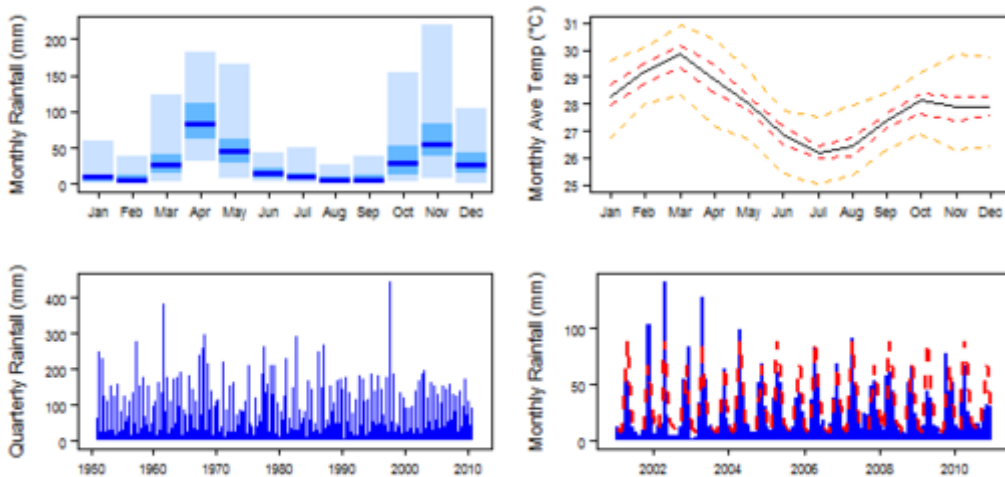 Monthly Rainfall (mm)
200
150
100
50
0
Jan Feb Mar Apr May Jun Jul Aug Sep Oct Nov Dec
Monthly Ave Temp (°C)
31
30
29
28
27
26
25
Jan Feb Mar Apr May Jun Jul Aug Sep Oct Nov Dec
Quarterly Rainfall (mm)
400
300
200
100
0
1950 1960 1970 1980 1990 2000 2010
Monthly Rainfall (mm)
100
50
0
2002 2004 2006 2008 2010